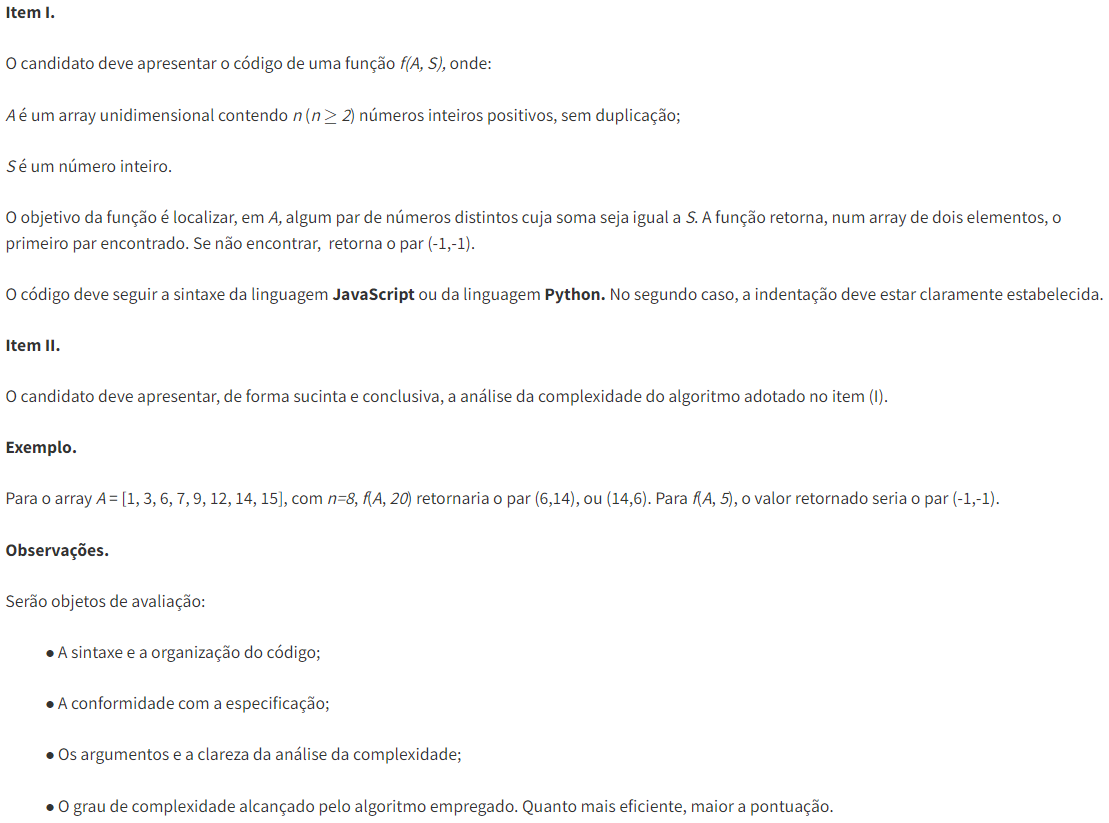 Item I.
O candidato deve apresentar o código de uma função f(A, S), onde:
A é um array unidimensional contendo n (n ≥ 2) números inteiros positivos, sem duplicação;
S é um número inteiro.
O objetivo da função é localizar, em A, algum par de números distintos cuja soma seja igual a S. A função retorna, num array de dois elementos, o
primeiro par encontrado. Se não encontrar, retorna o par (-1,-1).
O código deve seguir a sintaxe da linguagem JavaScript ou da linguagem Python. No segundo caso, a indentação deve estar claramente estabelecida.
Item II.
O candidato deve apresentar, de forma sucinta e conclusiva, a análise da complexidade do algoritmo adotado no item (I).
Exemplo.
Para o array A = [1, 3, 6, 7, 9, 12, 14, 15], com n=8, f(A, 20) retornaria o par (6,14), ou (14,6). Para f(A, 5), o valor retornado seria o par (-1,-1).
Observações.
Serão objetos de avaliação:
● A sintaxe e a organização do código;
● A conformidade com a especificação;
● Os argumentos e a clareza da análise da complexidade;
● O grau de complexidade alcançado pelo algoritmo empregado. Quanto mais eficiente, maior a pontuação.